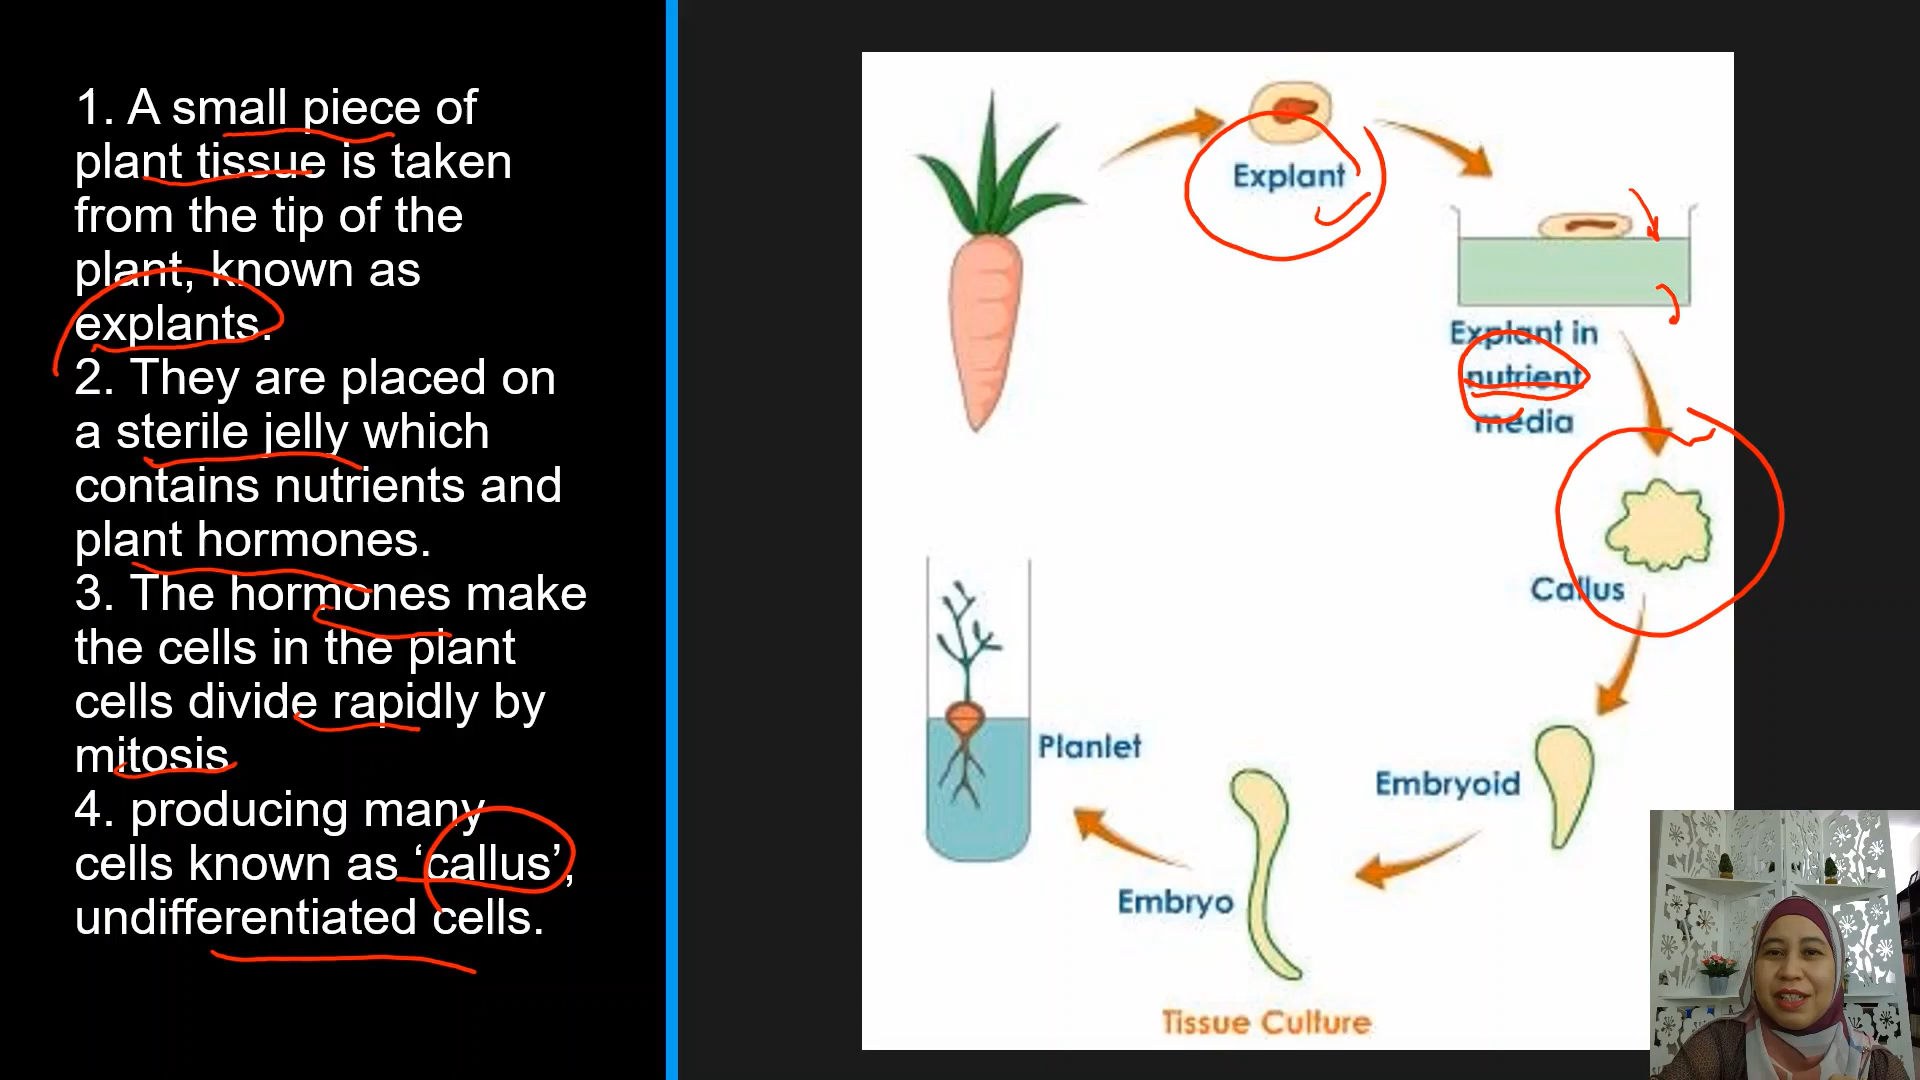 1. A small piece of
plant tissue is taken
from the tip of the
plant, known as
explants.
2. They are placed on
a sterile jelly which
contains nutrients and
plant hormones.
3. The hormones make
the cells in the plant
cells divide rapidly by
mitosis
4. producing many
cells known as ‘callus’,
undifferentiated cells.
Explant
Explant in
nutrient
media
Callus
Embryoid
Embryo
Planlet
Tissue Culture